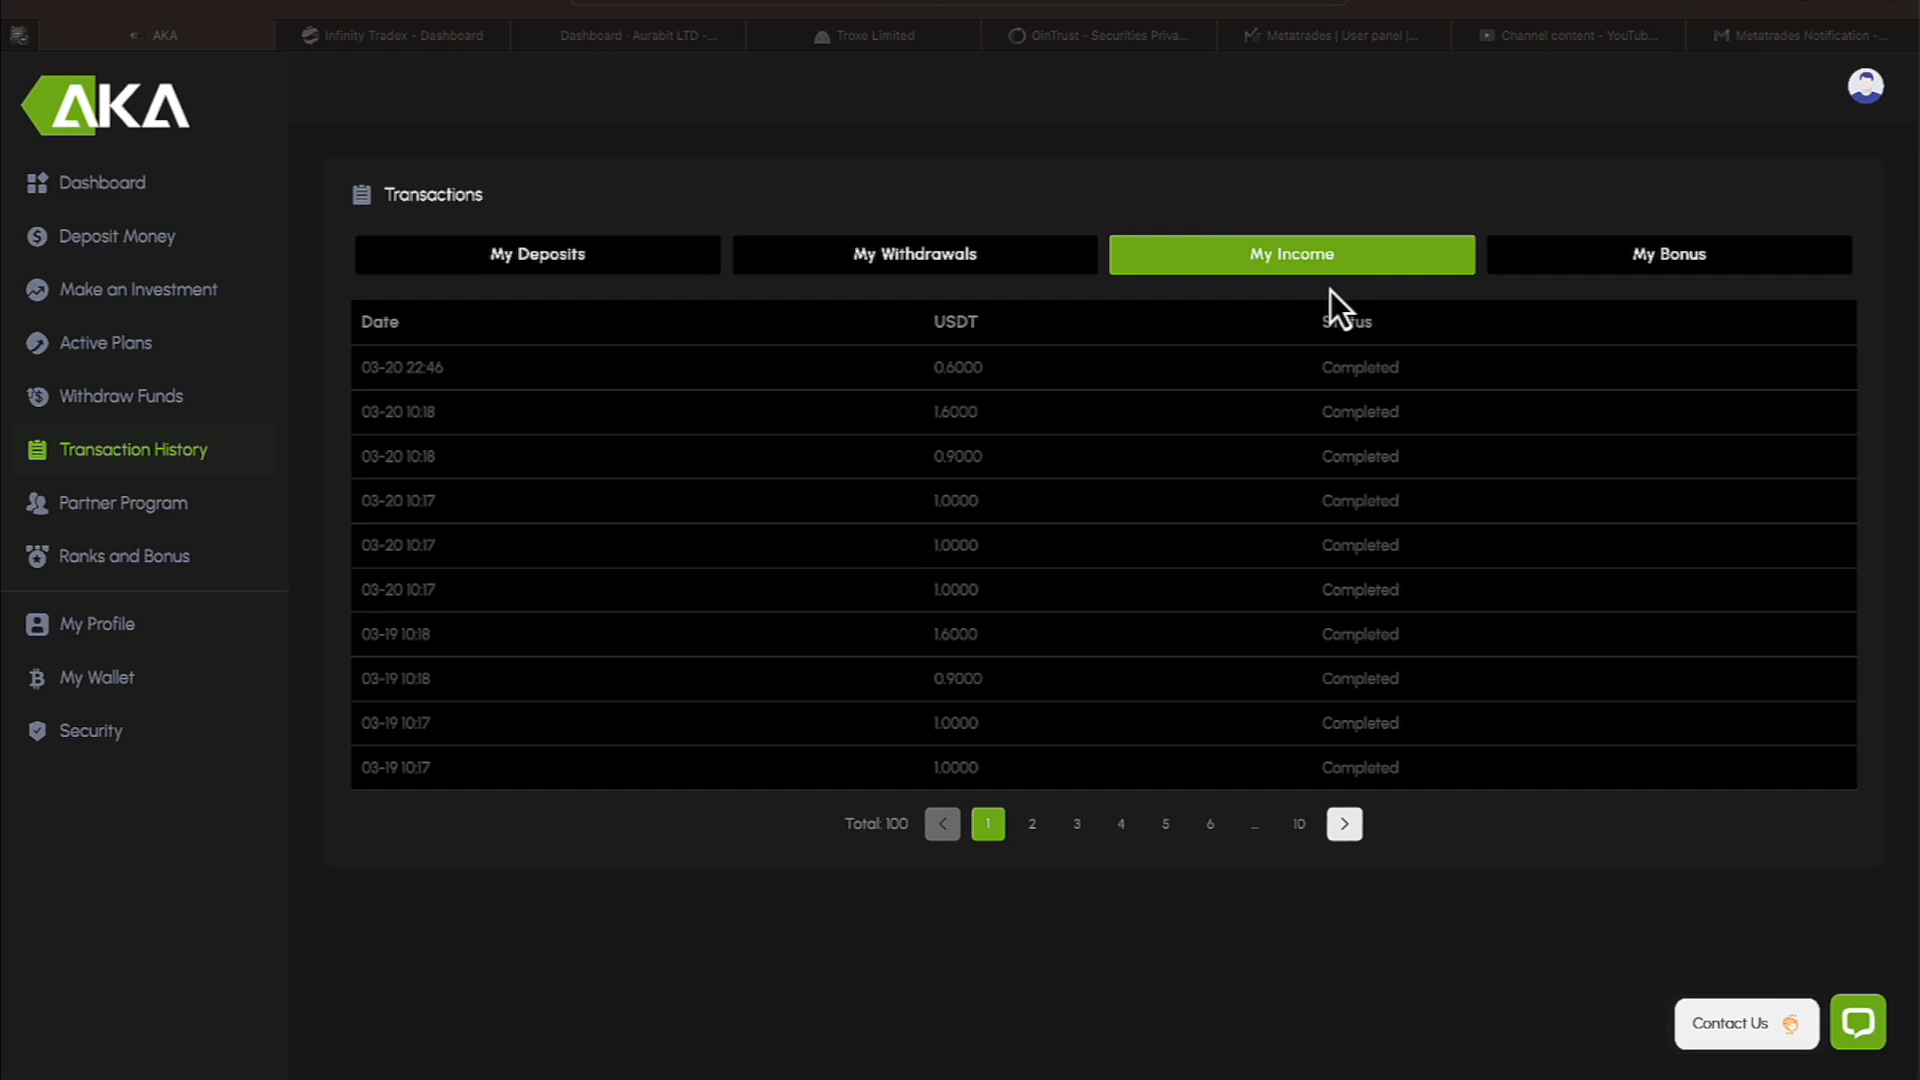 AKA
Infinity Tradex - Dashboard
Dashboard - Aurabit LTD -...
Troxe Limited
OinTrust - Securities Priva...
Metatrades | User panel |...
Channel content - YouTub...
Metatrades Notification -...
AKA
Dashboard
Deposit Money
Make an Investment
Active Plans
Withdraw Funds
Transaction History
Partner Program
Ranks and Bonus
My Profile
My Wallet
Security
Transactions
My Deposits
My Withdrawals
My Income
My Bonus
Date USDT Status
03-20 22:46 0.6000 Completed
03-20 10:18 1.6000 Completed
03-20 10:18 0.9000 Completed
03-20 10:17 1.0000 Completed
03-20 10:17 1.0000 Completed
03-20 10:17 1.0000 Completed
03-19 10:18 1.6000 Completed
03-19 10:18 0.9000 Completed
03-19 10:17 1.0000 Completed
03-19 10:17 1.0000 Completed
Total: 100 1 2 3 4 5 6 ... 10
Contact Us